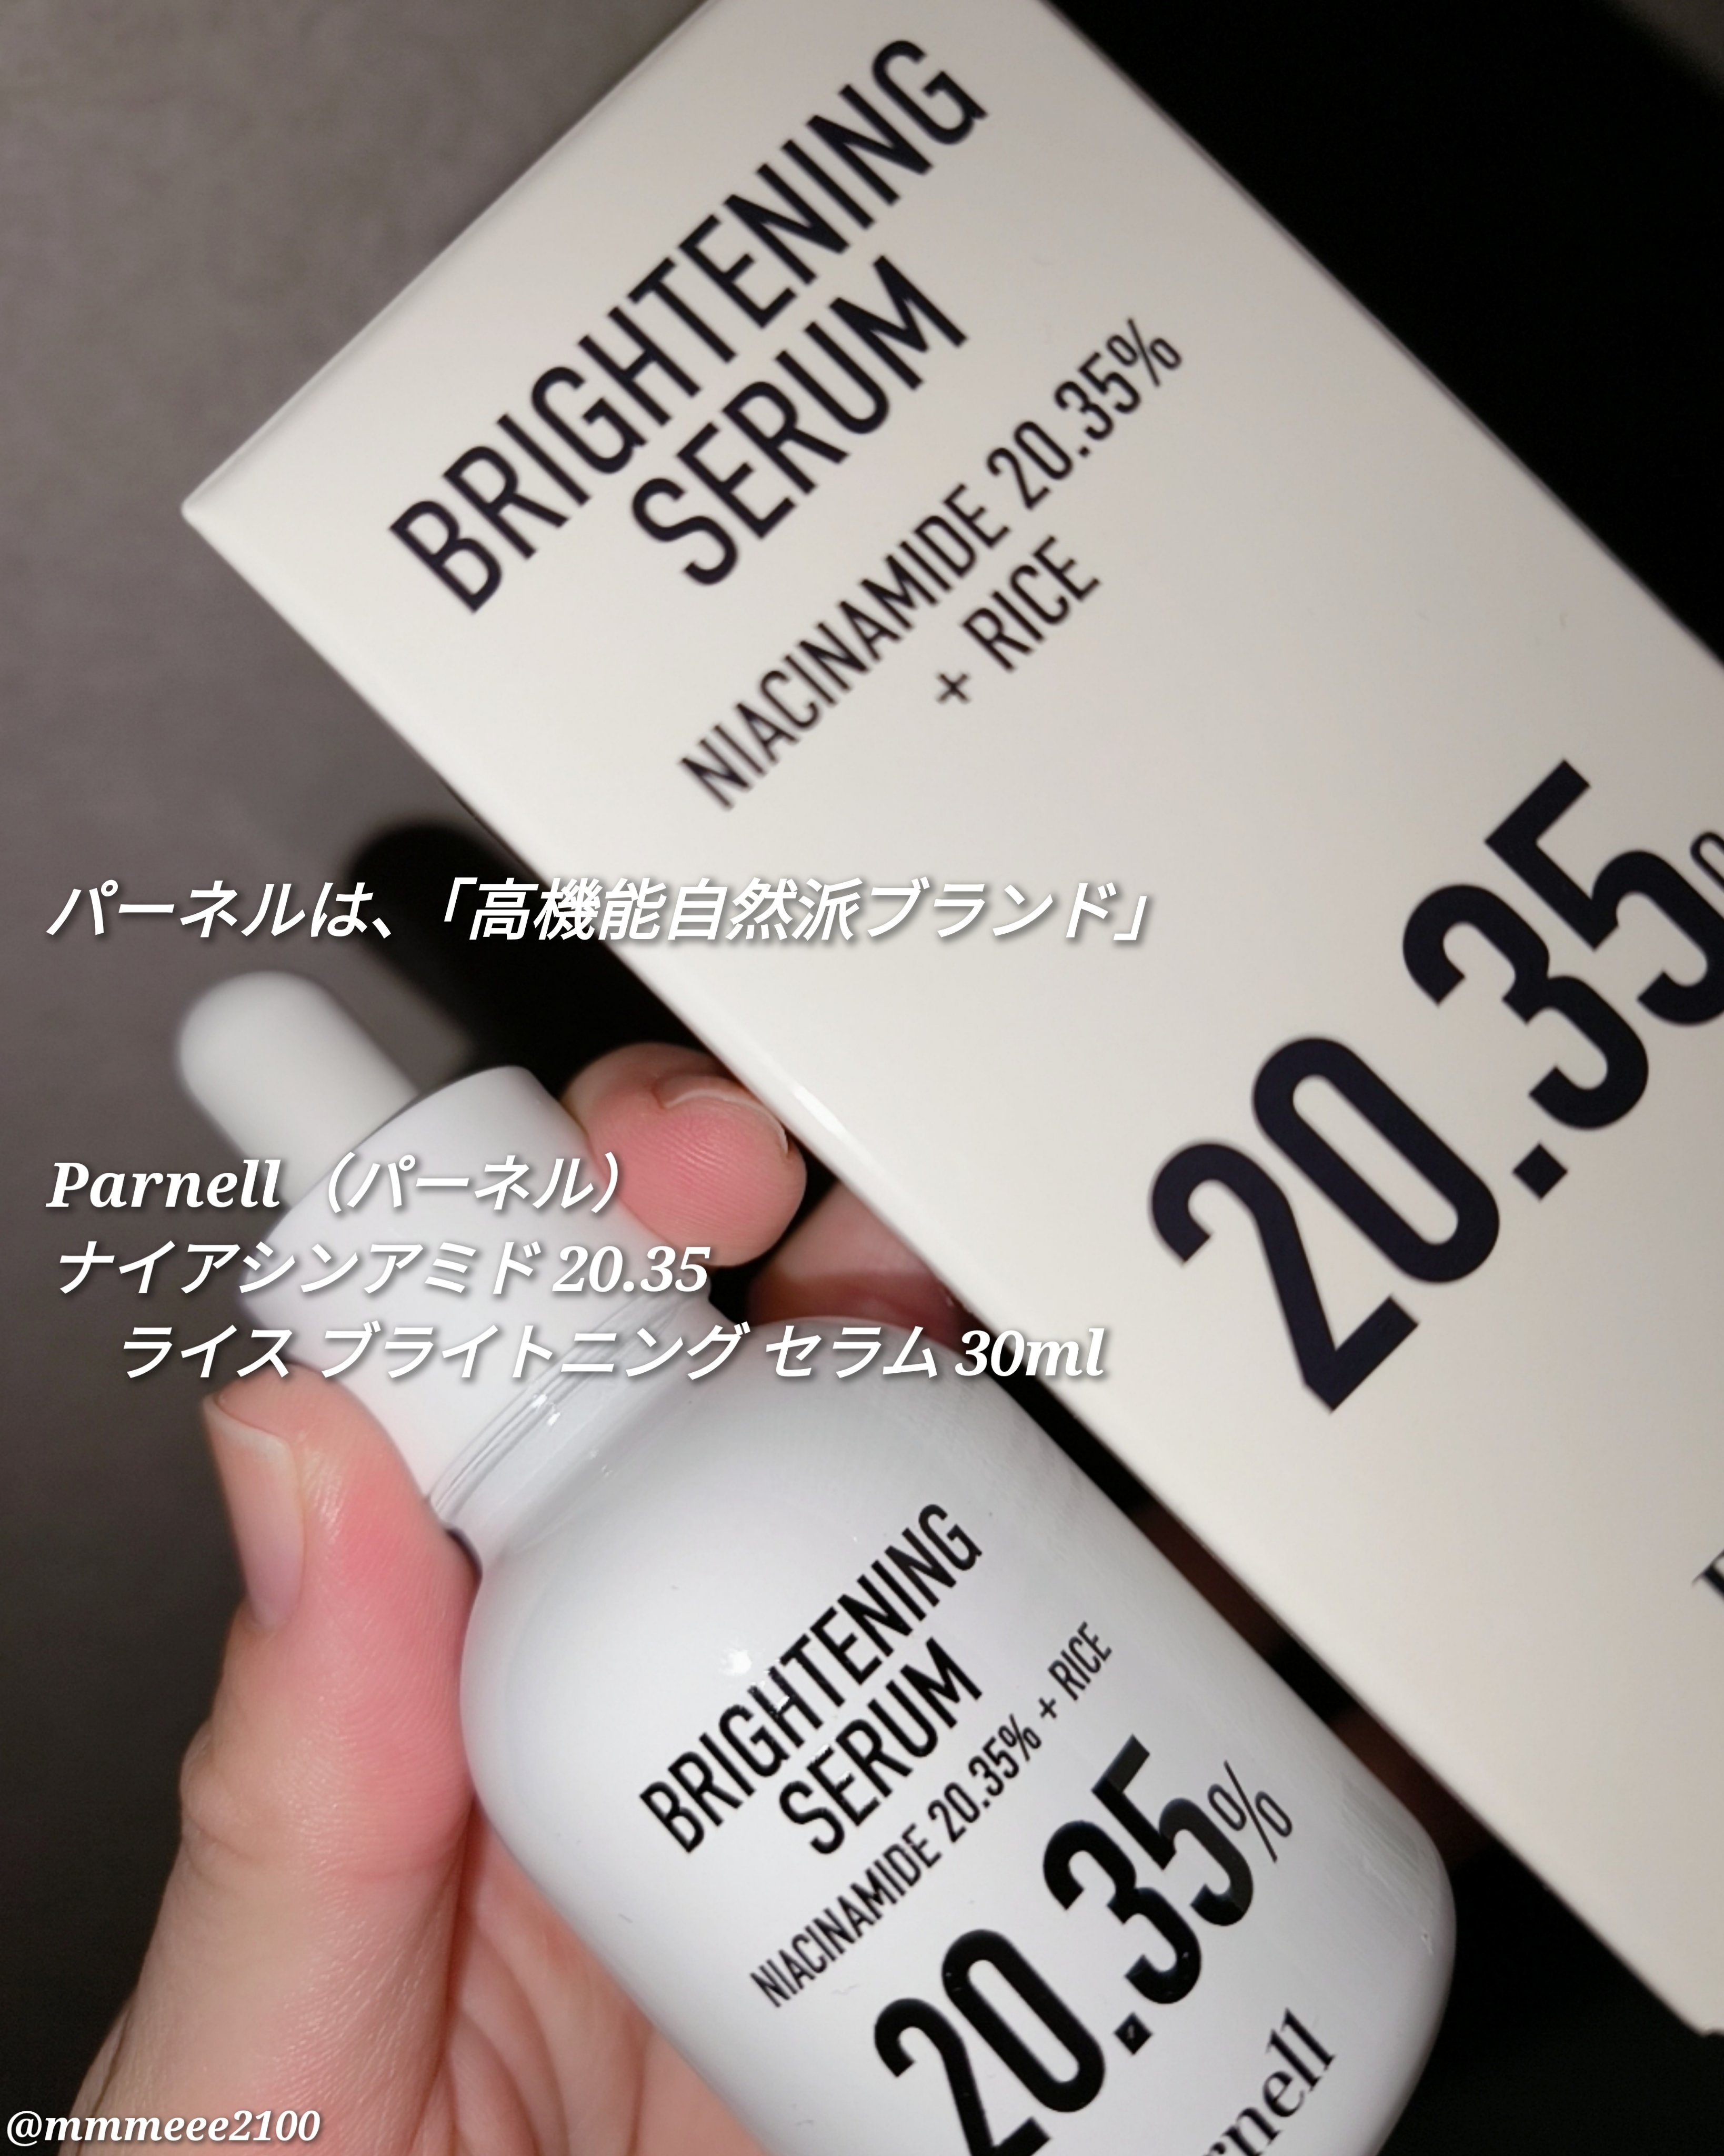 BRIGHTENING
SERUM
NIACINAMIDE 20.35%
+ RICE
20.35%
パーネルは、「高機能自然派ブランド」
Parnell（パーネル）
ナイアシンアミド 20.35
ライス ブライトニング セラム 30ml
BRIGHTENING
SERUM
NIACINAMIDE 20.35% + RICE
20.35%
rnell
@mmmeee2100